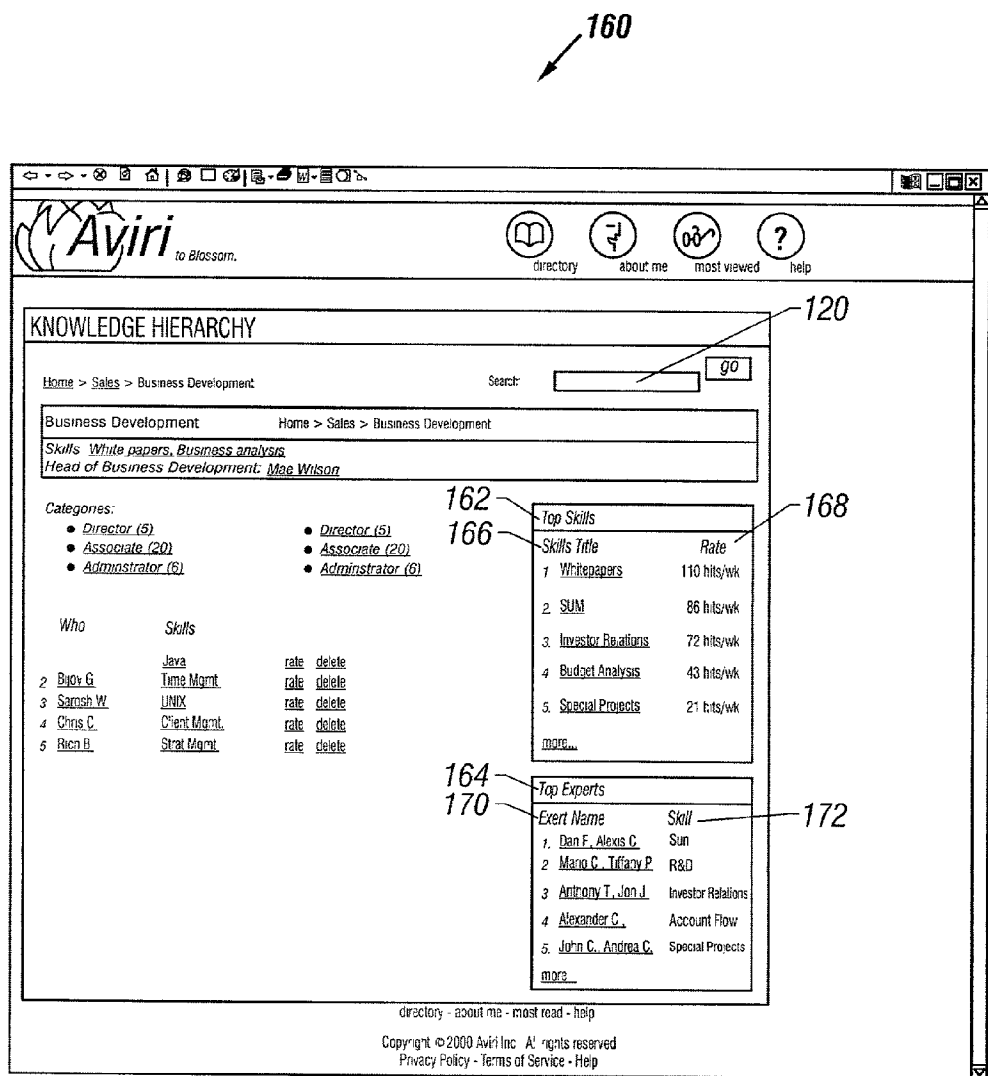 160
Aviri to Blossom.
directory about me most viewed help
KNOWLEDGE HIERARCHY
120
Home > Sales > Business Development Search: go
Business Development Home > Sales > Business Development
Skills White papers, Business analysis
Head of Business Development: Mae Wilson
Categories:
Director (5) Director (5)
Associate (20) Associate (20)
Adminstrator (6) Adminstrator (6)
162 Top Skills
166 Skills Title Rate 168
1 Whitepapers 110 hits/wk
2. SUM 86 hits/wk
3. Investor Relations 72 hits/wk
4 Budget Analysis 43 hits/wk
5. Special Projects 21 hits/wk
more...
Who Skills
Java rate delete
2 Bijoy G Time Mgmt rate delete
3 Sarosh W UNIX rate delete
4 Chris C Client Mgmt. rate delete
5 Rich B Strat Mgmt rate delete
164 Top Experts
170 Exert Name Skill 172
1. Dan F, Alexis C Sun
2 Mario C, Tiffany P R&D
3 Anthony T, Jon J Investor Relations
4 Alexander C, Account Flow
5. John C., Andrea C. Special Projects
more...
directory - about me - most read - help
Copyright © 2000 Aviri Inc All rights reserved
Privacy Policy - Terms of Service - Help